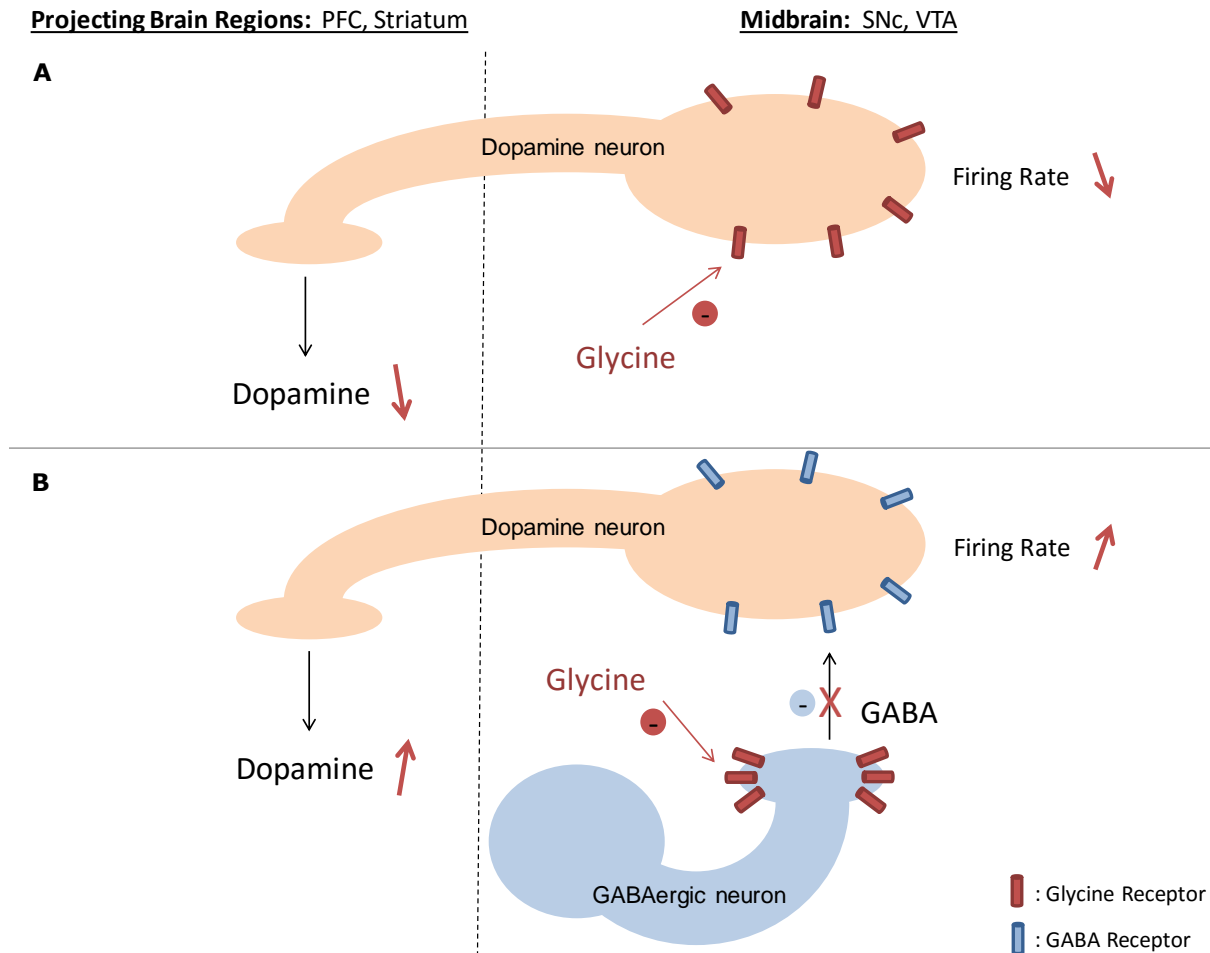 Projecting Brain Regions: PFC, Striatum
Midbrain: SNc, VTA
A
Dopamine neuron
Firing Rate
-
Glycine
Dopamine
B
Dopamine neuron
Firing Rate
Glycine
-
- X
GABA
Dopamine
GABAergic neuron
: Glycine Receptor
: GABA Receptor